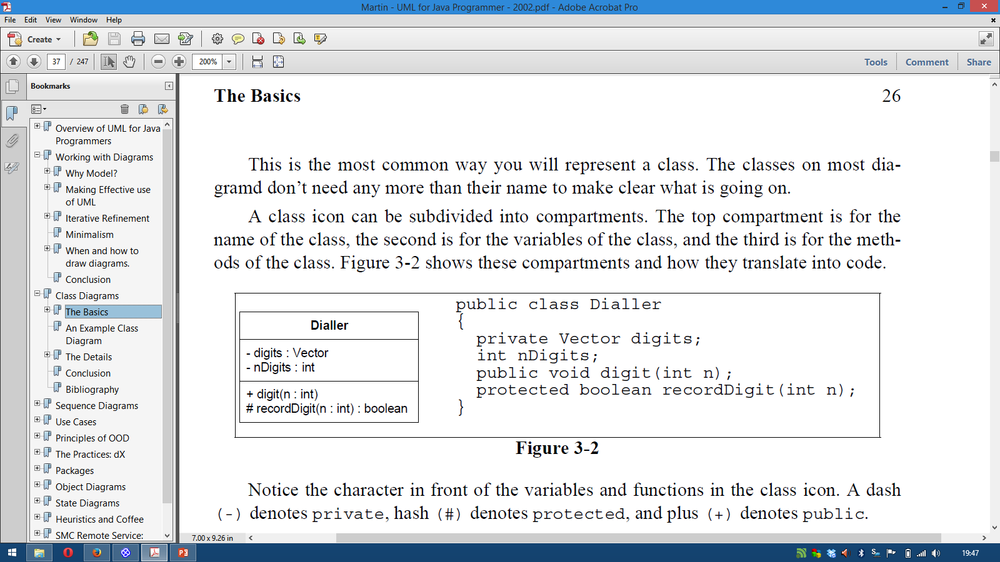 Martin - UML for Java Programmer - 2002.pdf - Adobe Acrobat Pro
File Edit View Window Help
Create
37 / 247 200% Tools Comment Share
Bookmarks
Overview of UML for Java
Programmers
Working with Diagrams
Why Model?
Making Effective use
of UML
Iterative Refinement
Minimalism
When and how to
draw diagrams.
Conclusion
Class Diagrams
The Basics
An Example Class
Diagram
The Details
Conclusion
Bibliography
Sequence Diagrams
Use Cases
Principles of OOD
The Practices: dX
Packages
Object Diagrams
State Diagrams
Heuristics and Coffee
SMC Remote Service:
The Basics 26
This is the most common way you will represent a class. The classes on most dia-
gramd don’t need any more than their name to make clear what is going on.
A class icon can be subdivided into compartments. The top compartment is for the
name of the class, the second is for the variables of the class, and the third is for the meth-
ods of the class. Figure 3-2 shows these compartments and how they translate into code.
Dialler
- digits : Vector
- nDigits : int
+ digit(n : int)
# recordDigit(n : int) : boolean
public class Dialler
{
private Vector digits;
int nDigits;
public void digit(int n);
protected boolean recordDigit(int n);
}
Figure 3-2
Notice the character in front of the variables and functions in the class icon. A dash
(-) denotes private, hash (#) denotes protected, and plus (+) denotes public.
7.00 x 9.26 in
19:47